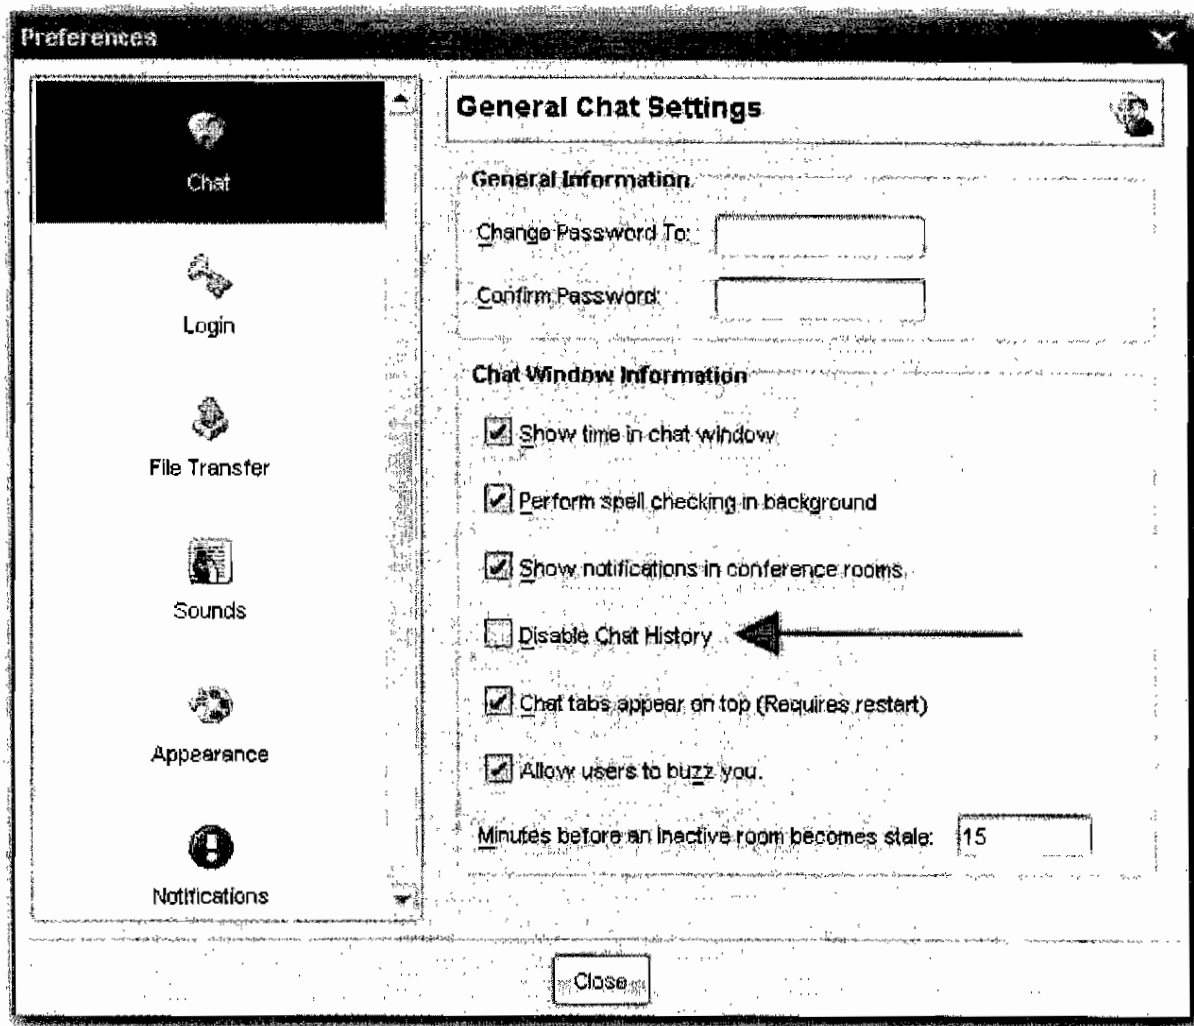 Preferences
Chat
Login
File Transfer
Sounds
Appearance
Notifications
General Chat Settings
General Information
Change Password To:
Confirm Password:
Chat Window Information
Show time in chat window
Perform spell checking in background
Show notifications in conference rooms
Disable Chat History
Chat tabs appear on top (Requires restart)
Allow users to buzz you.
Minutes before an inactive room becomes stale: 15
Close